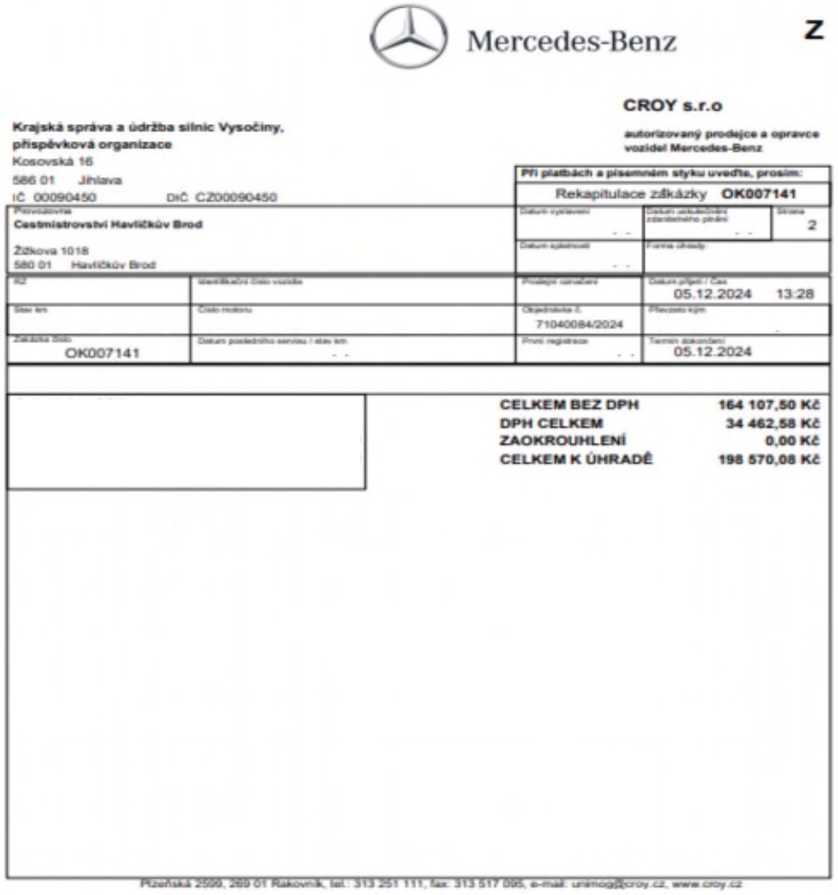 Mercedes-Benz
Z
CROY s.r.o
autorizovaný prodejce a opravce
vozidel Mercedes-Benz
Krajská správa a údržba silnic Vysočiny,
příspěvková organizace
Kosovská 16
586 01 Jihlava
IČ 00090450 DIČ CZ00090450
Při platbách a písemném styku uveďte, prosím:
Rekapitulace zakázky OK007141
Provozovna
Cestmistrovství Havlíčkův Brod
Žižkova 1018
580 01 Havlíčkův Brod
Datum vystavení
- -
Datum uskutečnění
zdanitelného plnění
- -
Strana
2
Datum splatnosti
- -
Forma úhrady
RZ
Identifikační číslo vozidla
Prodejní označení
Datum přijetí / Čas
05.12.2024 13:28
Stav km
Číslo motoru
Objednávka č.
71040084/2024
Převzato kým
Zakázka číslo
OK007141
Datum posledního servisu / stav km
- -
První registrace
- -
Termín dokončení
05.12.2024
CELKEM BEZ DPH 164 107,50 Kč
DPH CELKEM 34 462,58 Kč
ZAOKROUHLENÍ 0,00 Kč
CELKEM K ÚHRADĚ 198 570,08 Kč
Plzeňská 2599, 269 01 Rakovník, tel.: 313 251 111, fax: 313 517 095, e-mail: unimog@croy.cz, www.croy.cz